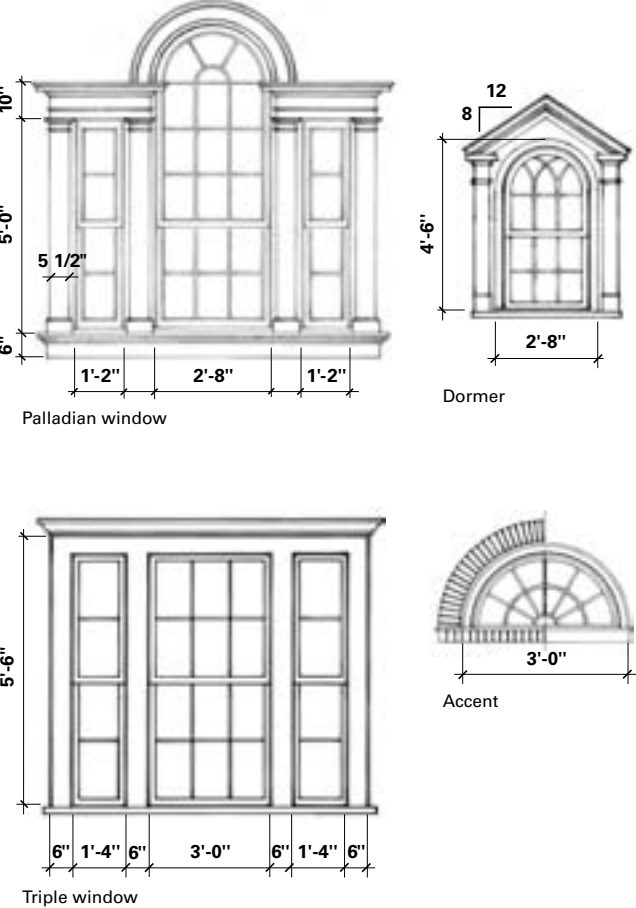 10"
5'-0"
5 1/2"
6"
1'-2" 2'-8" 1'-2"
Palladian window
12
8
4'-6"
2'-8"
Dormer
5'-6"
6" 1'-4" 6" 3'-0" 6" 1'-4" 6"
Triple window
3'-0"
Accent